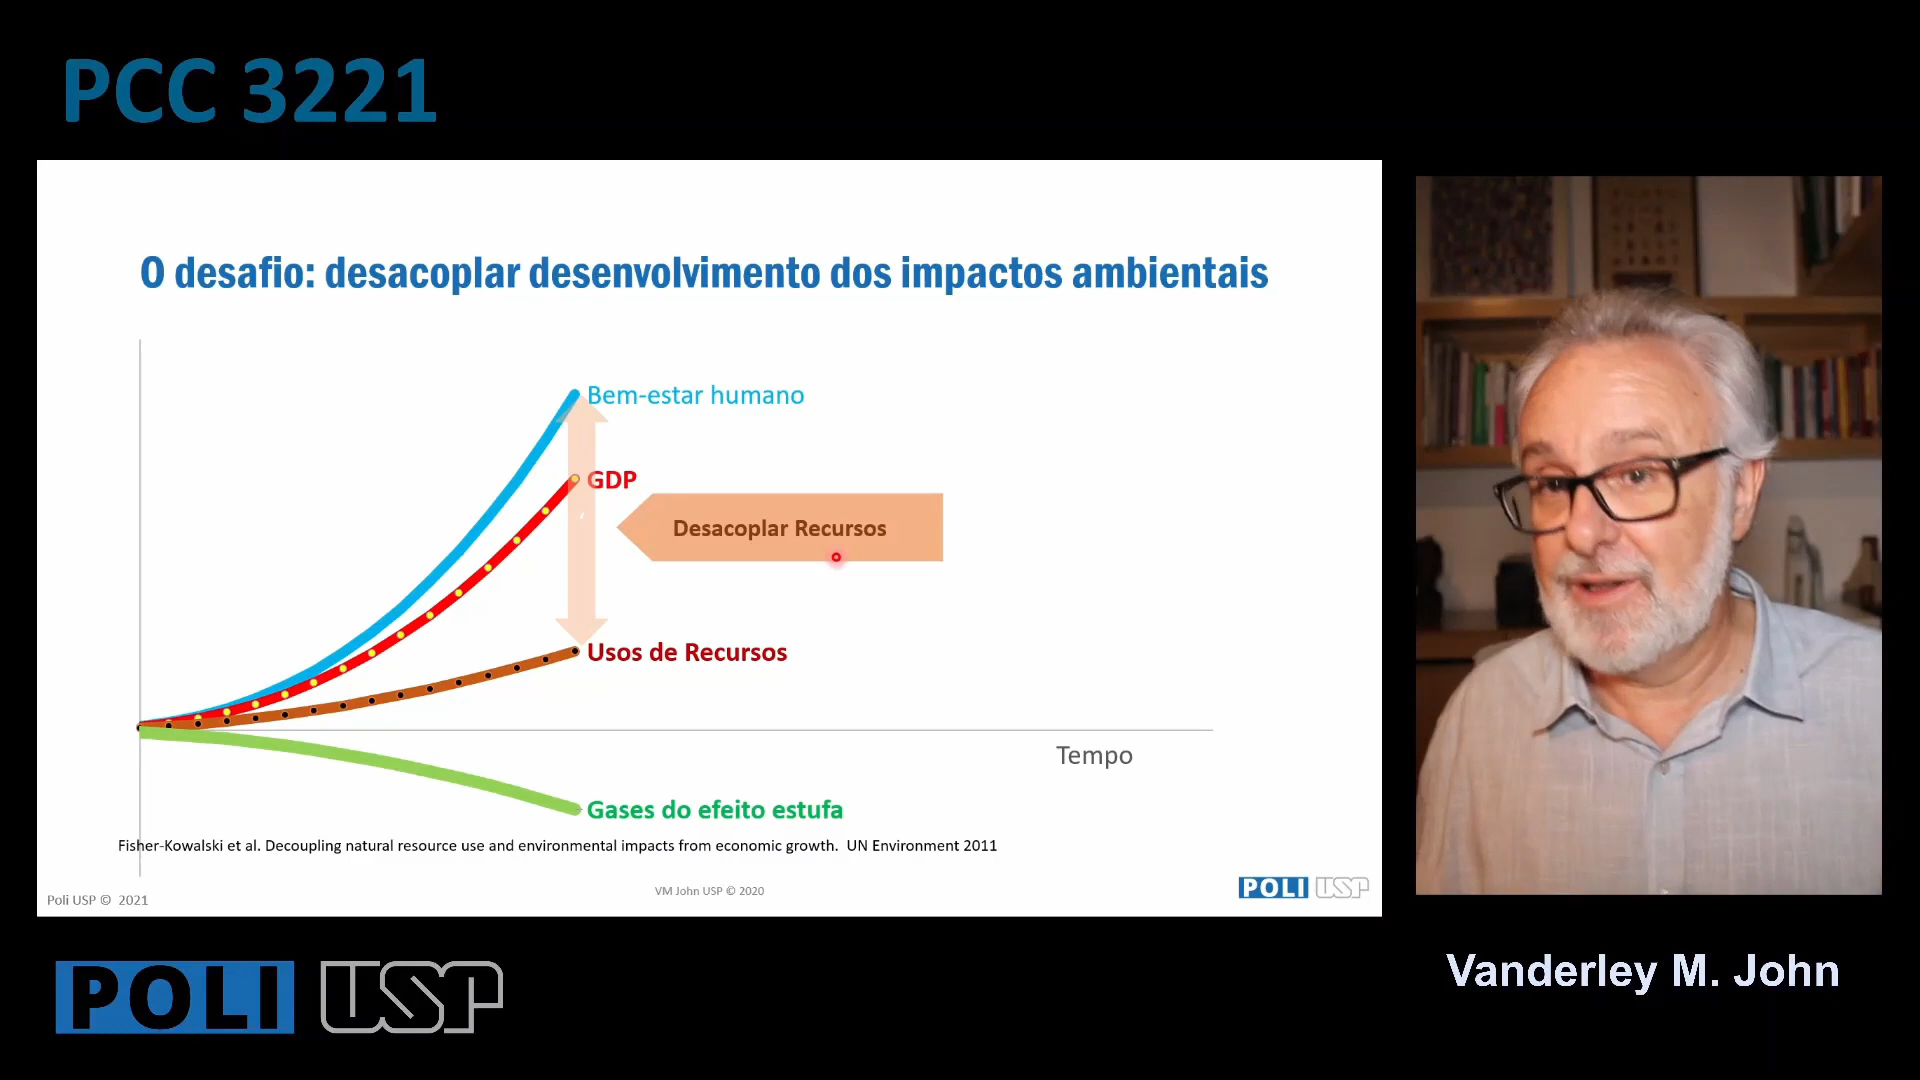 PCC 3221
O desafio: desacoplar desenvolvimento dos impactos ambientais
Bem-estar humano
GDP
Desacoplar Recursos
Usos de Recursos
Tempo
Gases do efeito estufa
Fisher-Kowalski et al. Decoupling natural resource use and environmental impacts from economic growth. UN Environment 2011
VM John USP © 2020
Poli USP © 2021
POLI USP
POLI USP
Vanderley M. John